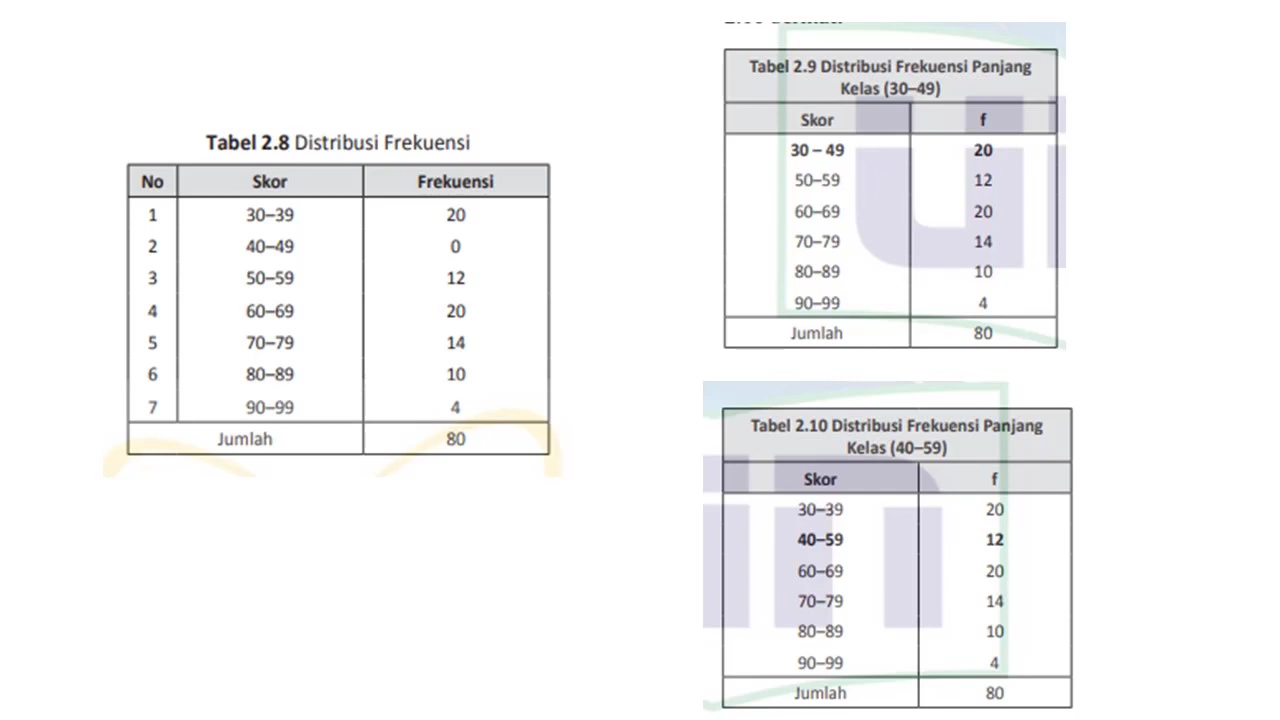 Tabel 2.8 Distribusi Frekuensi
No Skor Frekuensi
1 30–39 20
2 40–49 0
3 50–59 12
4 60–69 20
5 70–79 14
6 80–89 10
7 90–99 4
Jumlah 80
Tabel 2.9 Distribusi Frekuensi Panjang
Kelas (30–49)
Skor f
30 – 49 20
50–59 12
60–69 20
70–79 14
80–89 10
90–99 4
Jumlah 80
Tabel 2.10 Distribusi Frekuensi Panjang
Kelas (40–59)
Skor f
30–39 20
40–59 12
60–69 20
70–79 14
80–89 10
90–99 4
Jumlah 80